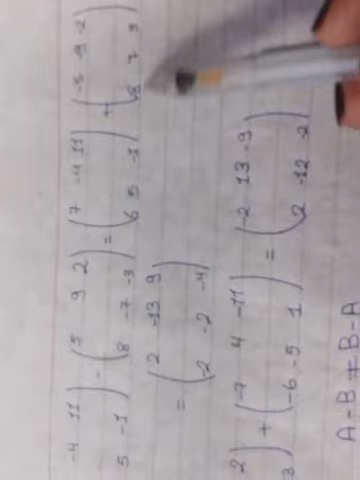 -4 11 ) - ( 5 9 2 ) = ( 7 -4 11 ) + ( -5 -9 -2
5 -1 8 -7 -3 6 5 -1 -8 7 3
= ( 2 -13 9 )
-2 -2 -4
2 ) + ( -7 4 -11 ) = ( -2 13 -9 )
3 -6 -5 1 2 -12 -2
A-B ≠ B-A